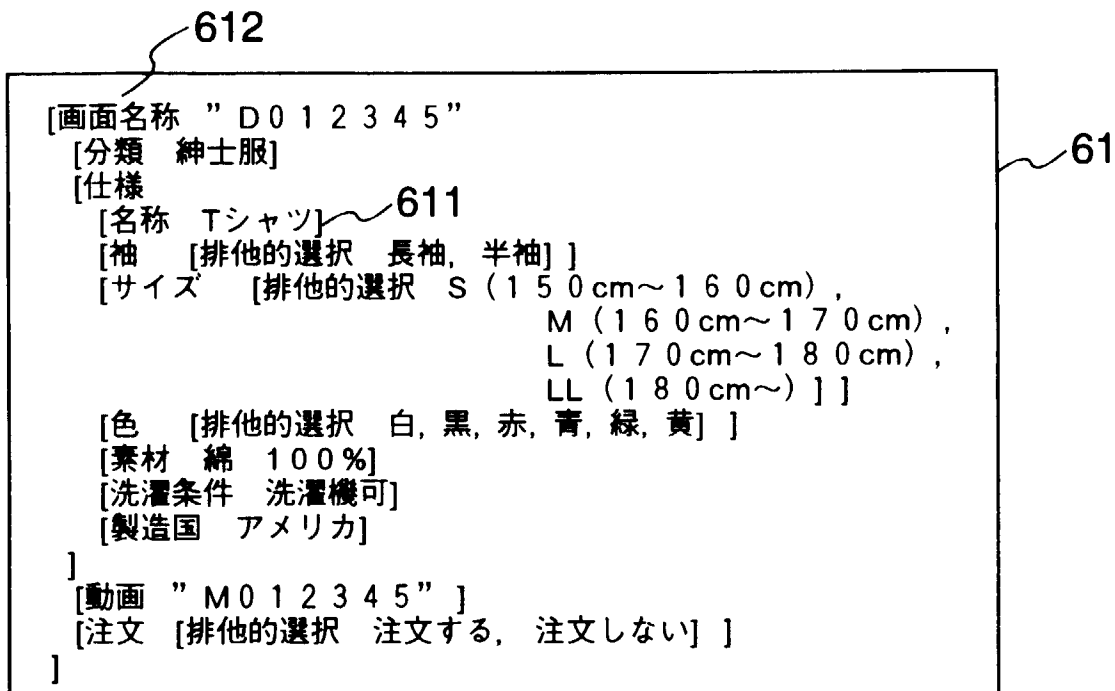 612
[画面名称 ”D012345”
[分類 紳士服]
[仕様
[名称 Tシャツ] 611
[袖 [排他的選択 長袖, 半袖] ]
[サイズ [排他的選択 S(150cm~160cm),
M(160cm~170cm),
L(170cm~180cm),
LL(180cm~) ] ]
[色 [排他的選択 白, 黒, 赤, 青, 緑, 黄] ]
[素材 綿 100%]
[洗濯条件 洗濯機可]
[製造国 アメリカ]
]
[動画 ”M012345” ]
[注文 [排他的選択 注文する, 注文しない] ]
]
61